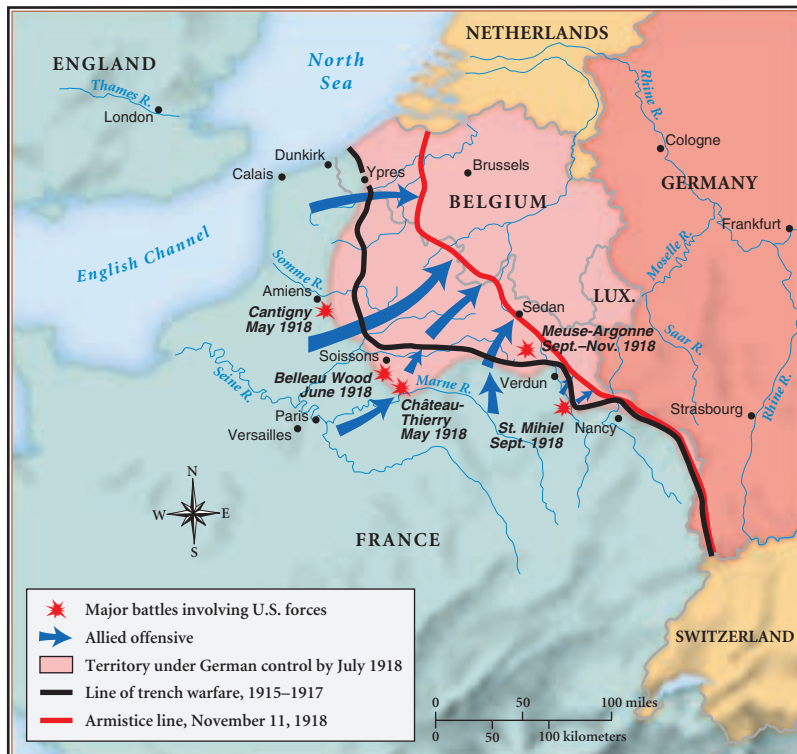 NETHERLANDS
North
Sea
ENGLAND
Thames R.
London
Rhine R.
Cologne
Dunkirk
Calais
Ypres
Brussels
BELGIUM
GERMANY
Frankfurt
English Channel
Moselle R.
Somme R.
Amiens
Cantigny
May 1918
LUX.
Sedan
Meuse-Argonne
Sept.–Nov. 1918
Saar R.
Soissons
Belleau Wood
June 1918
Seine R.
Marne R.
Verdun
Château-
Thierry
May 1918
St. Mihiel
Sept. 1918
Nancy
Strasbourg
Rhine R.
Paris
Versailles
N
W
E
S
FRANCE
SWITZERLAND
Major battles involving U.S. forces
Allied offensive
Territory under German control by July 1918
Line of trench warfare, 1915–1917
Armistice line, November 11, 1918
0 50 100 miles
0 50 100 kilometers